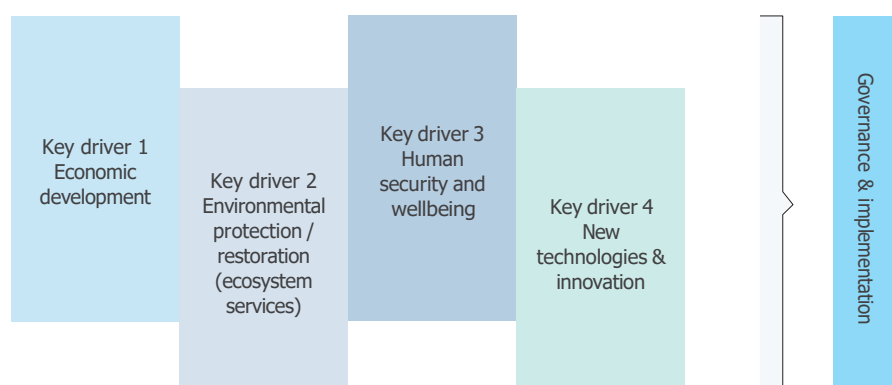 Key driver 1
Economic
development
Key driver 2
Environmental
protection /
restoration
(ecosystem
services)
Key driver 3
Human
security and
wellbeing
Key driver 4
New
technologies &
innovation
Governance & implementation